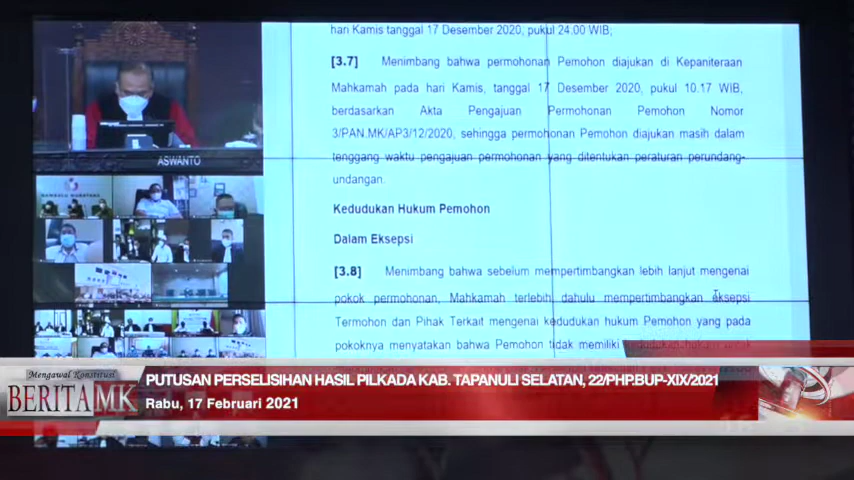 hari Kamis tanggal 17 Desember 2020, pukul 24.00 WIB;
[3.7] Menimbang bahwa permohonan Pemohon diajukan di Kepaniteraan
Mahkamah pada hari Kamis, tanggal 17 Desember 2020, pukul 10.17 WIB,
berdasarkan Akta Pengajuan Permohonan Pemohon Nomor
3/PAN.MK/AP3/12/2020, sehingga permohonan Pemohon diajukan masih dalam
tenggang waktu pengajuan permohonan yang ditentukan peraturan perundang-
undangan.
Kedudukan Hukum Pemohon
Dalam Eksepsi
[3.8] Menimbang bahwa sebelum mempertimbangkan lebih lanjut mengenai
pokok permohonan, Mahkamah terlebih dahulu mempertimbangkan eksepsi
Termohon dan Pihak Terkait mengenai kedudukan hukum Pemohon yang pada
pokoknya menyatakan bahwa Pemohon tidak memiliki kedudukan hukum
ASWANTO
Mengawal Konstitusi
BERITA MK
PUTUSAN PERSELISIHAN HASIL PILKADA KAB. TAPANULI SELATAN, 22/PHP.BUP-XIX/2021
Rabu, 17 Februari 2021